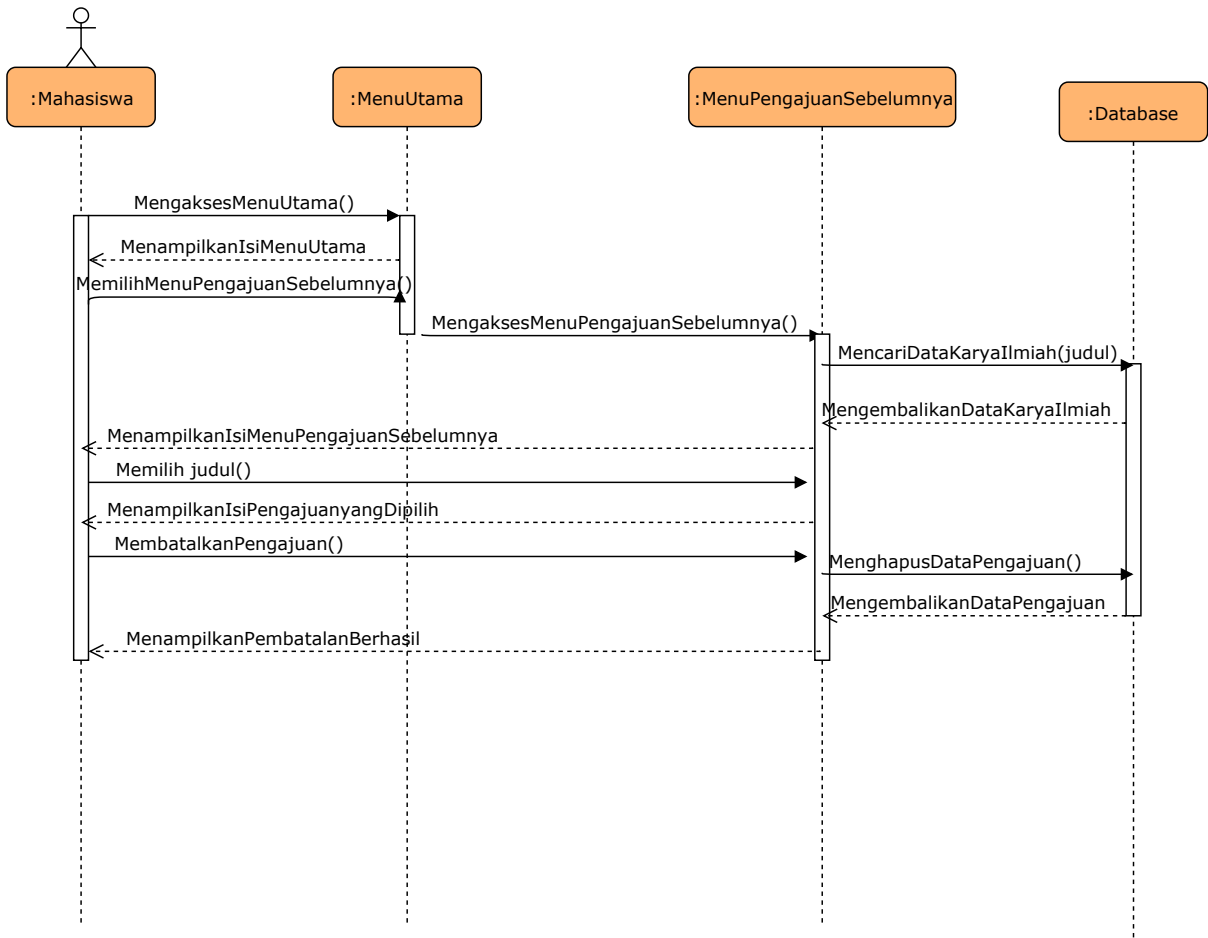 :Mahasiswa
:MenuUtama
:MenuPengajuanSebelumnya
:Database
MengaksesMenuUtama()
MenampilkanIsiMenuUtama
MemilihMenuPengajuanSebelumnya()
MengaksesMenuPengajuanSebelumnya()
MencariDataKaryaIlmiah(judul)
MengembalikanDataKaryaIlmiah
MenampilkanIsiMenuPengajuanSebelumnya
Memilih judul()
MenampilkanIsiPengajuanyangDipilih
MembatalkanPengajuan()
MenghapusDataPengajuan()
MengembalikanDataPengajuan
MenampilkanPembatalanBerhasil